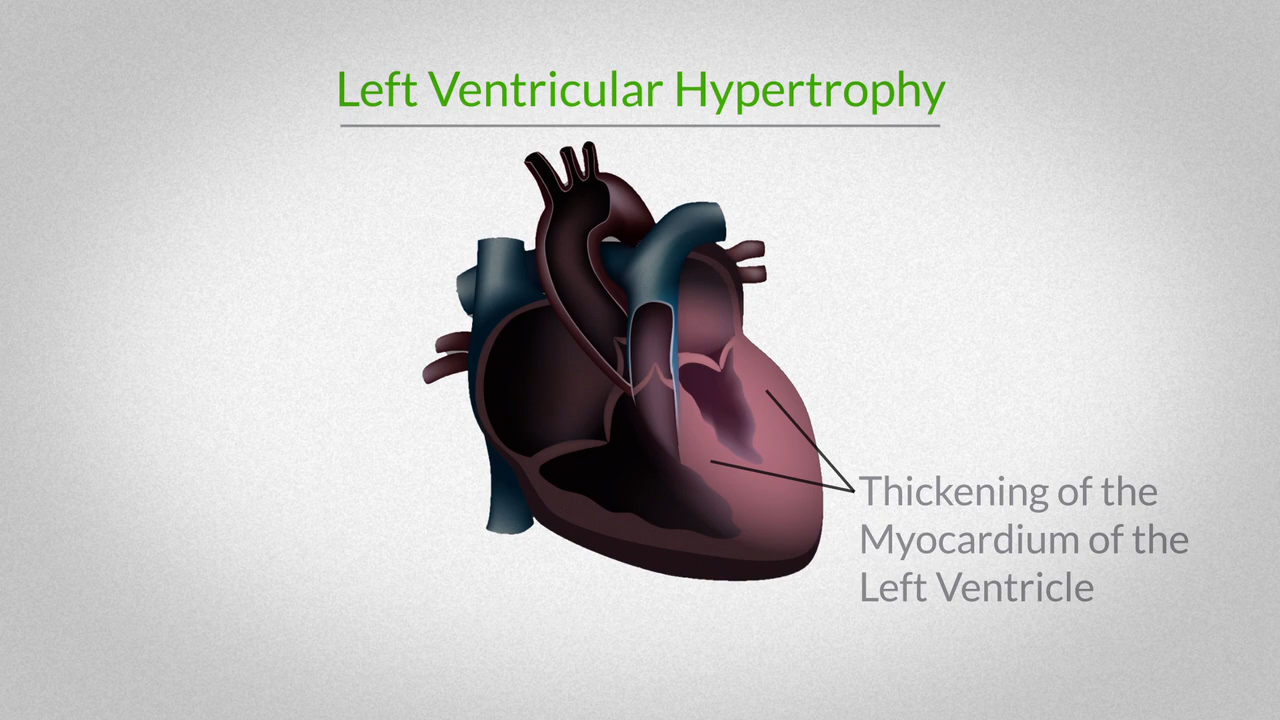 Left Ventricular Hypertrophy
Thickening of the
Myocardium of the
Left Ventricle